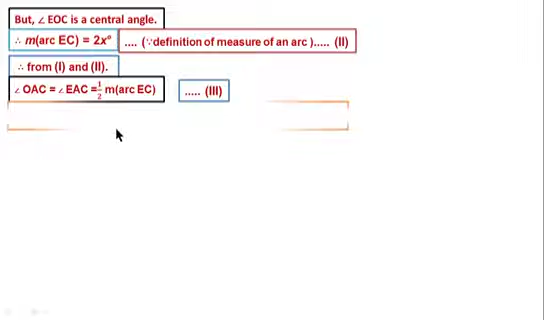 But, ∠ EOC is a central angle.
∴ m(arc EC) = 2x° .... (∵definition of measure of an arc )..... (II)
∴ from (I) and (II).
∠ OAC = ∠ EAC = 1/2 m(arc EC) ..... (III)